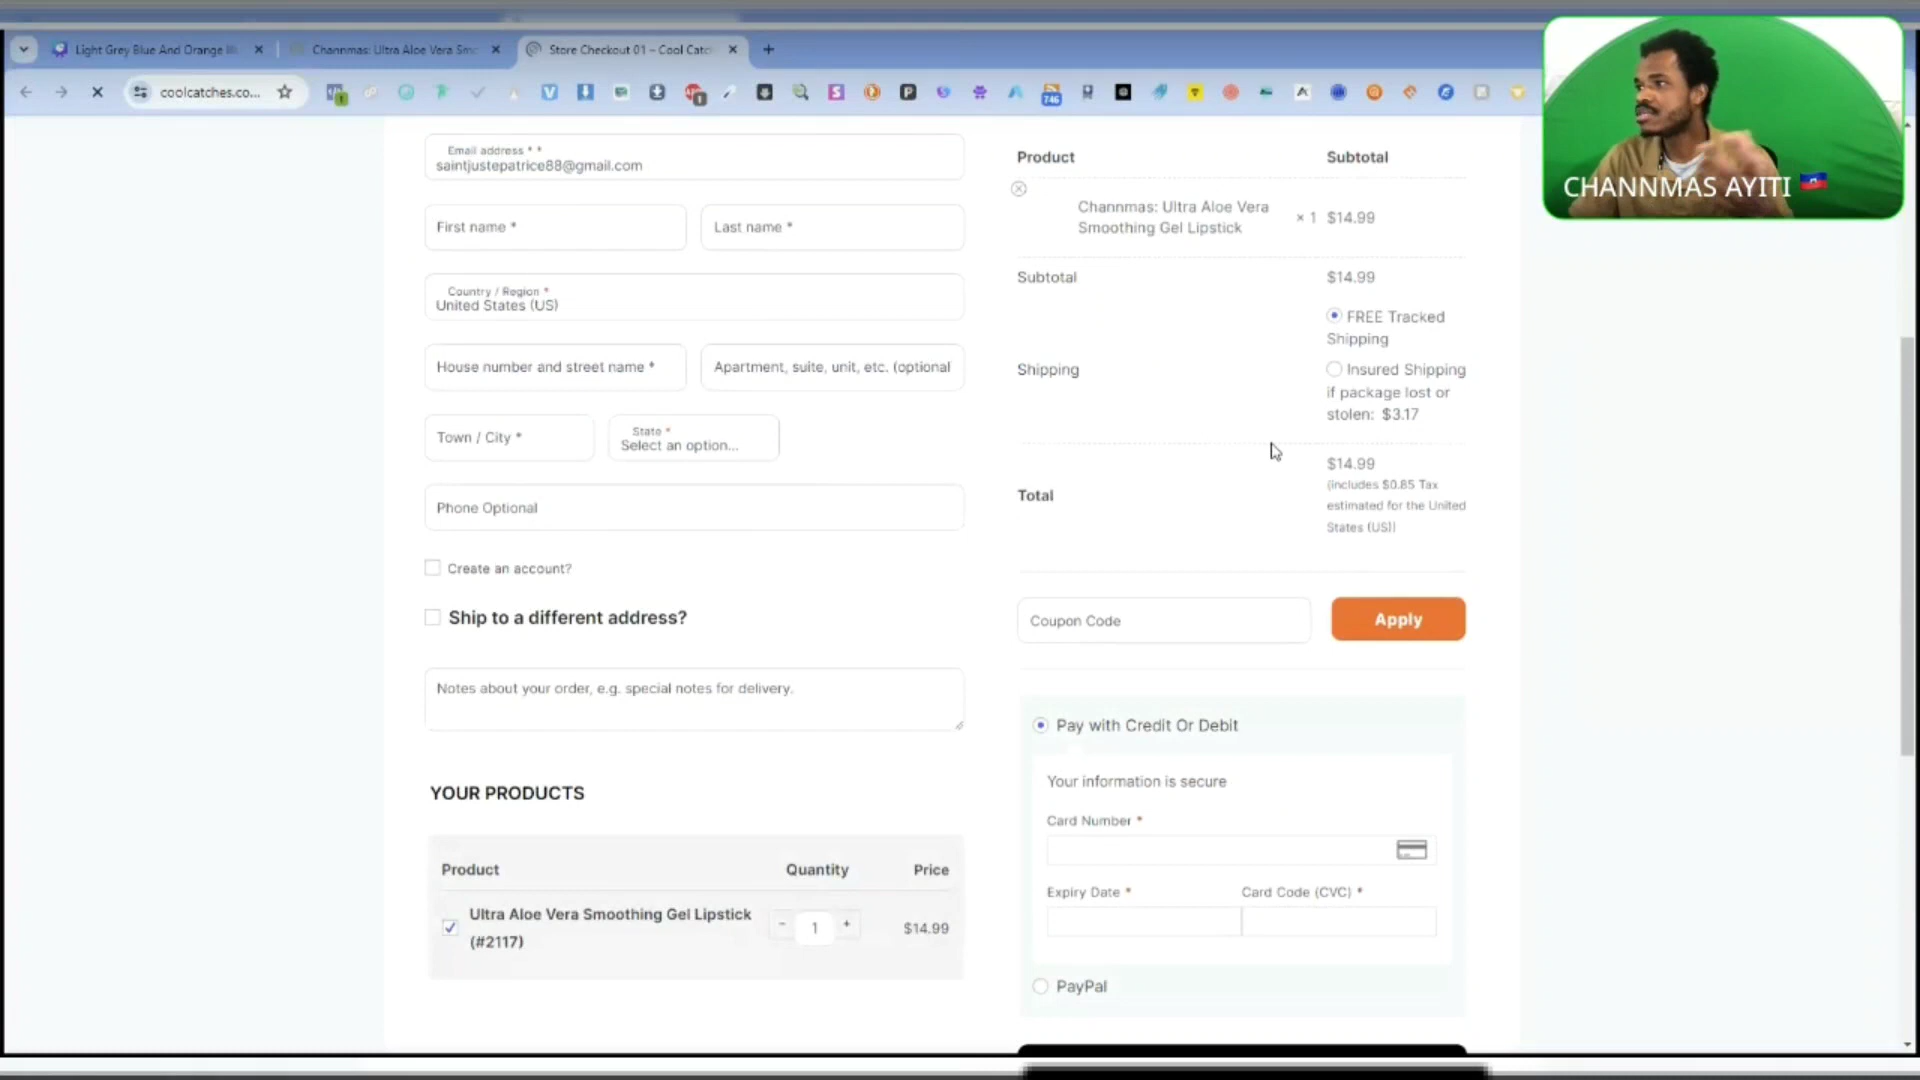 Light Grey Blue And Orange
Channmas: Ultra Aloe Vera Smo
Store Checkout 01 – Cool Catc
coolcatches.co...
746
CHANNMAS AYITI
Email address * *
saintjustepatrice88@gmail.com
First name *
Last name *
Country / Region *
United States (US)
House number and street name *
Apartment, suite, unit, etc. (optional
Town / City *
State *
Select an option...
Phone Optional
Create an account?
Ship to a different address?
Notes about your order, e.g. special notes for delivery.
YOUR PRODUCTS
Product Quantity Price
Ultra Aloe Vera Smoothing Gel Lipstick
(#2117)
- 1 +
$14.99
Product Subtotal
Channmas: Ultra Aloe Vera
Smoothing Gel Lipstick
× 1 $14.99
Subtotal $14.99
Shipping
FREE Tracked
Shipping
Insured Shipping
if package lost or
stolen: $3.17
Total
$14.99
(includes $0.85 Tax
estimated for the United
States (US))
Coupon Code
Apply
Pay with Credit Or Debit
Your information is secure
Card Number *
Expiry Date *
Card Code (CVC) *
PayPal